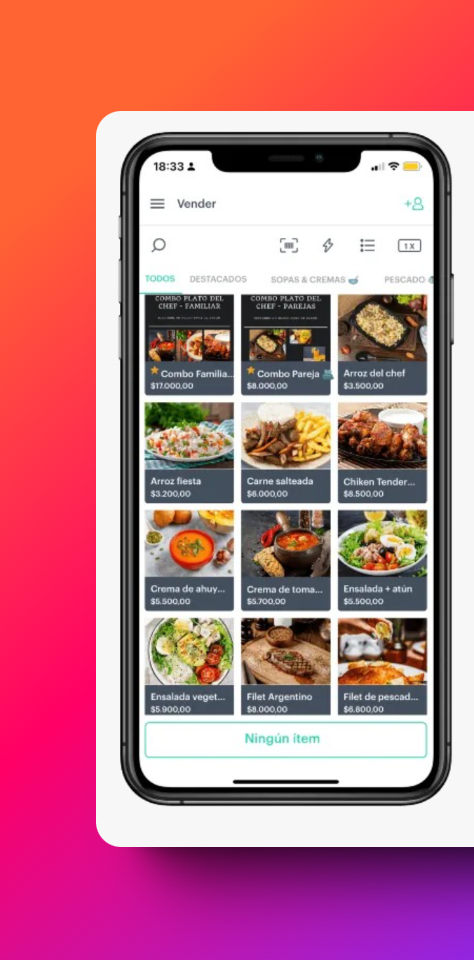 18:33
Vender
1X
TODOS DESTACADOS SOPAS & CREMAS PESCADO
COMBO PLATO DEL
CHEF - FAMILIAR
COMBO PLATO DEL
CHEF - PAREJAS
Combo Familia...
$17.000,00
Combo Pareja
$8.000,00
Arroz del chef
$3.500,00
Arroz fiesta
$3.200,00
Carne salteada
$6.000,00
Chiken Tender...
$8.500,00
Crema de ahuy...
$5.500,00
Crema de toma...
$5.700,00
Ensalada + atún
$5.500,00
Ensalada veget...
$5.900,00
Filet Argentino
$8.000,00
Filet de pescad...
$6.800,00
Ningún ítem